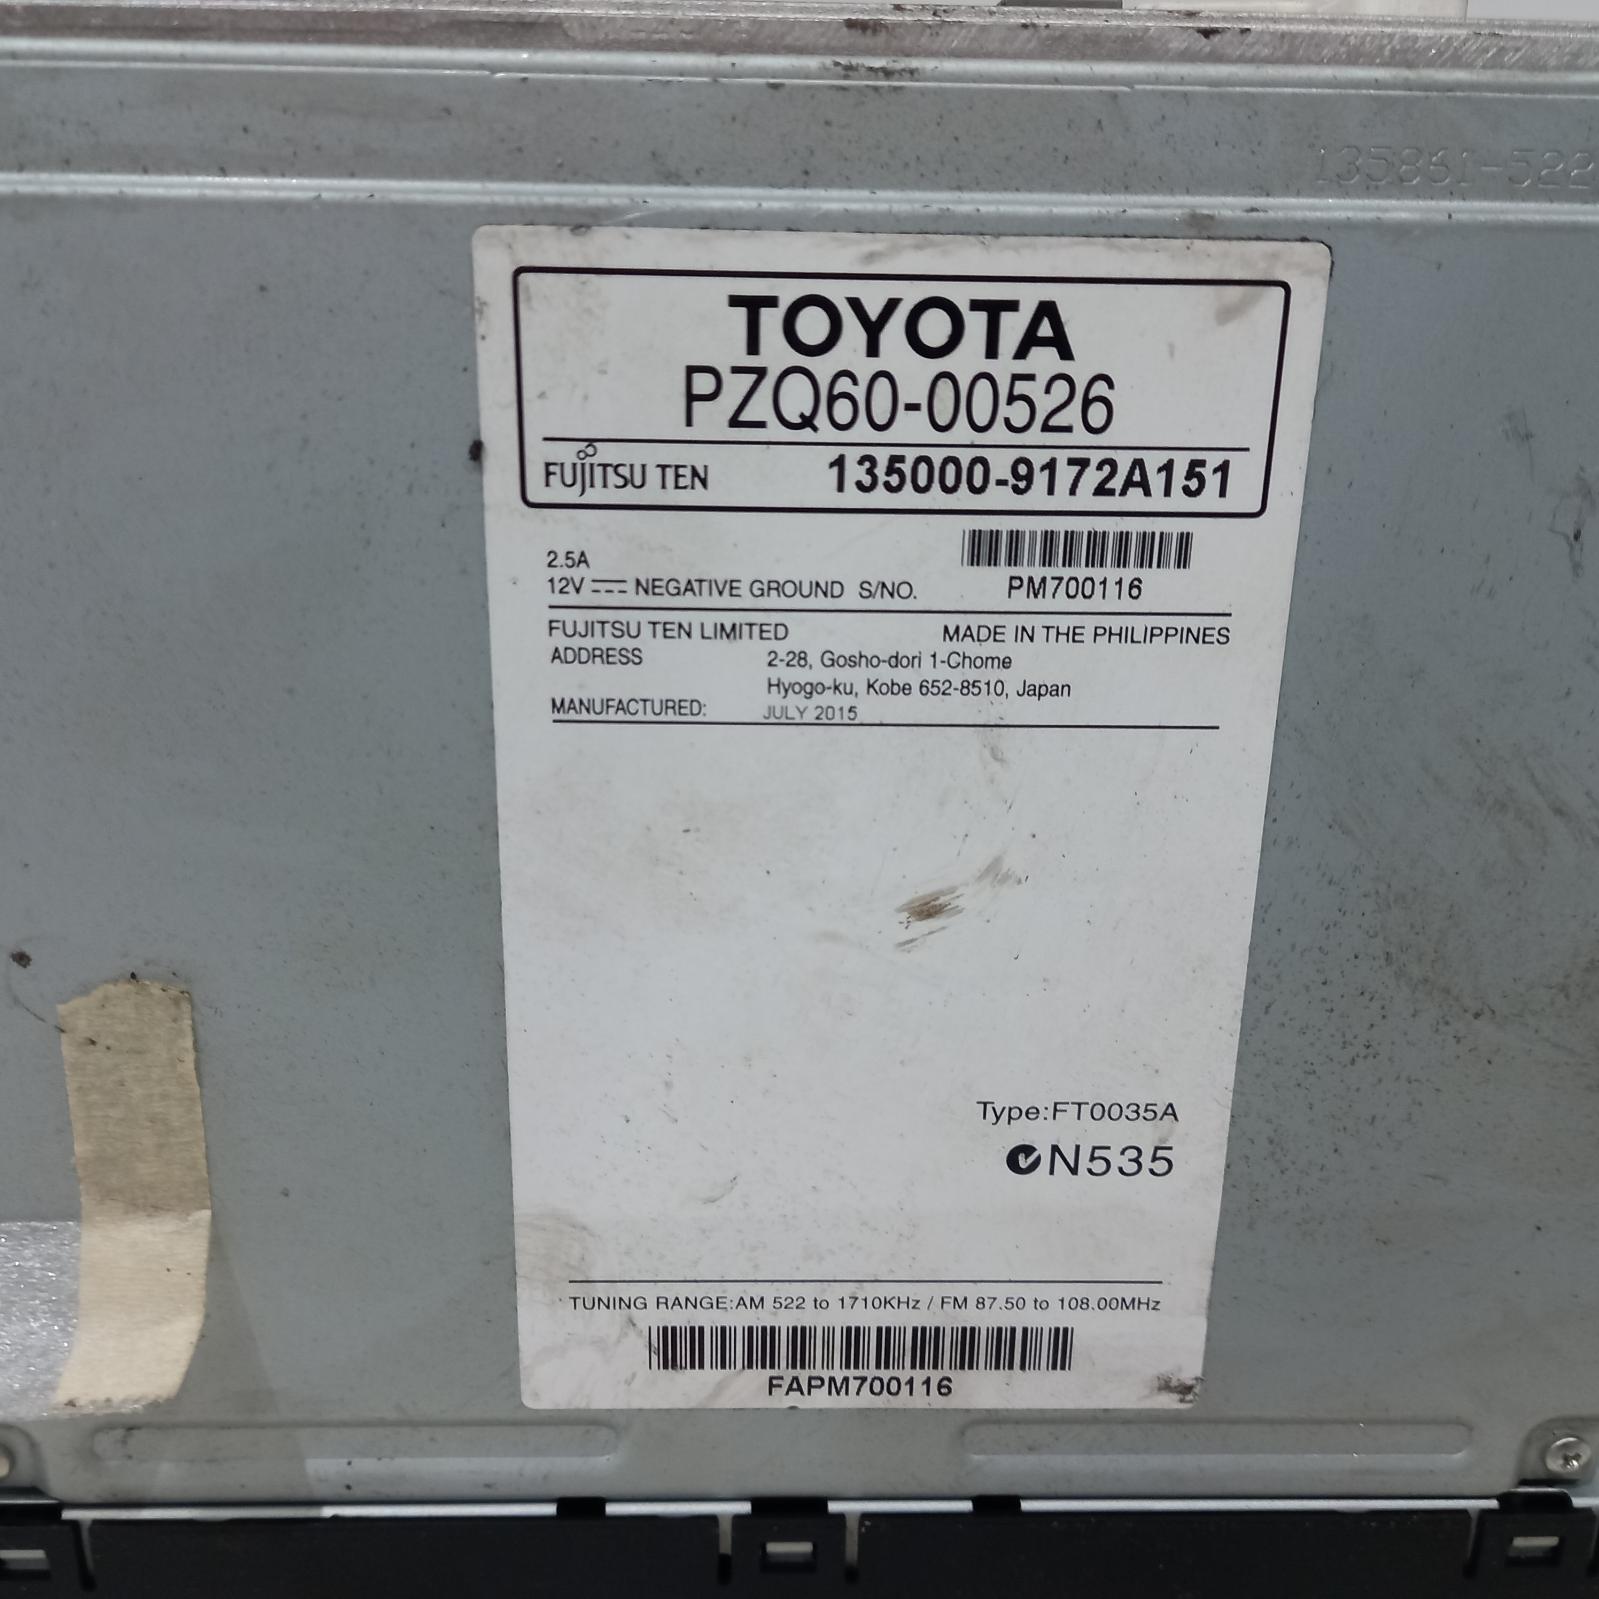 135861-522
TOYOTA
PZQ60-00526
FUJITSU TEN 135000-9172A151
2.5A
12V NEGATIVE GROUND S/NO. PM700116
FUJITSU TEN LIMITED MADE IN THE PHILIPPINES
ADDRESS 2-28, Gosho-dori 1-Chome
Hyogo-ku, Kobe 652-8510, Japan
MANUFACTURED: JULY 2015
Type:FT0035A
N535
TUNING RANGE:AM 522 to 1710KHz / FM 87.50 to 108.00MHz
FAPM700116